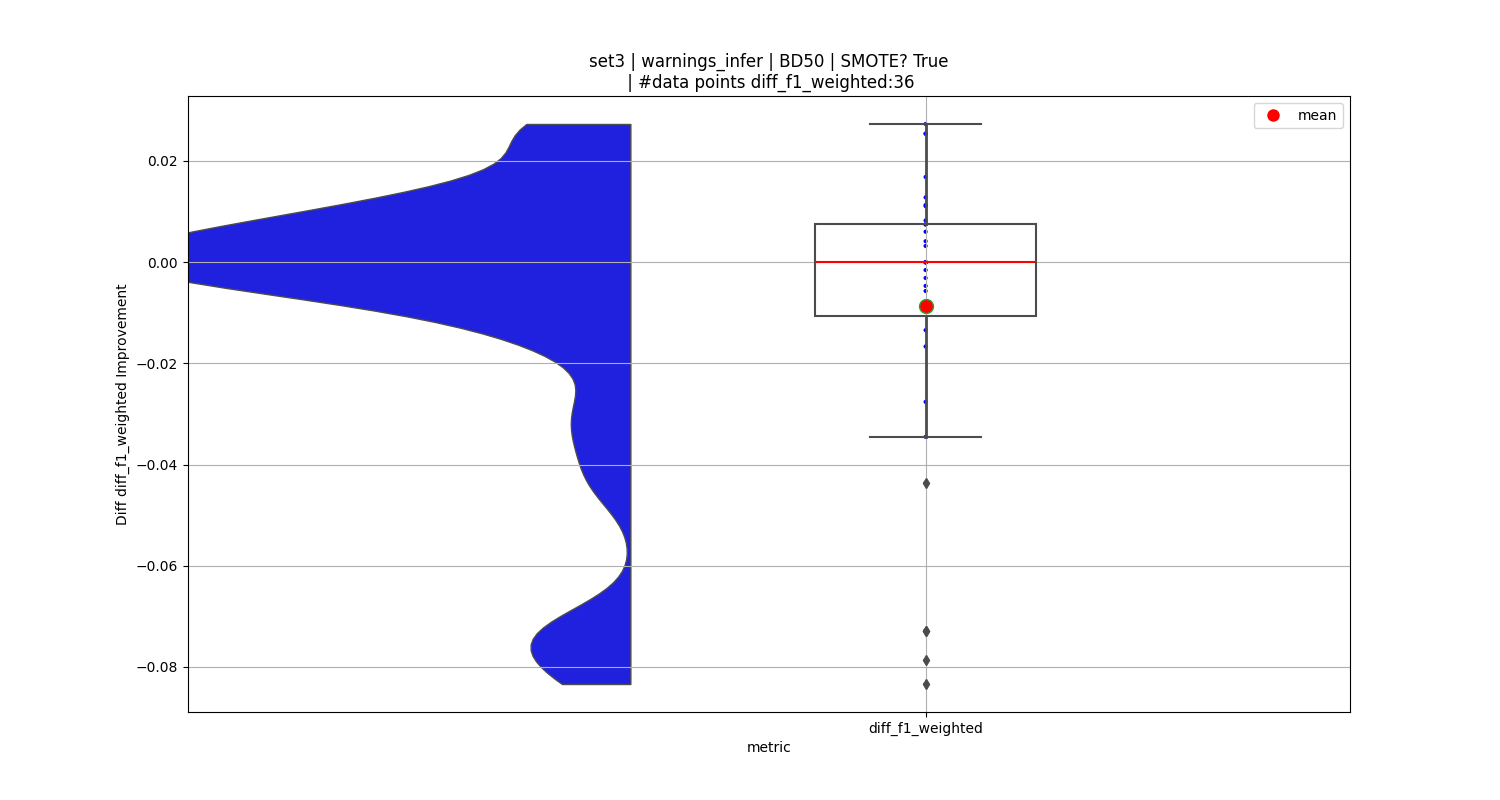 set3 | warnings_infer | BD50 | SMOTE? True
| #data points diff_f1_weighted:36
mean
0.02
0.00
−0.02
−0.04
−0.06
−0.08
Diff diff_f1_weighted Improvement
diff_f1_weighted
metric